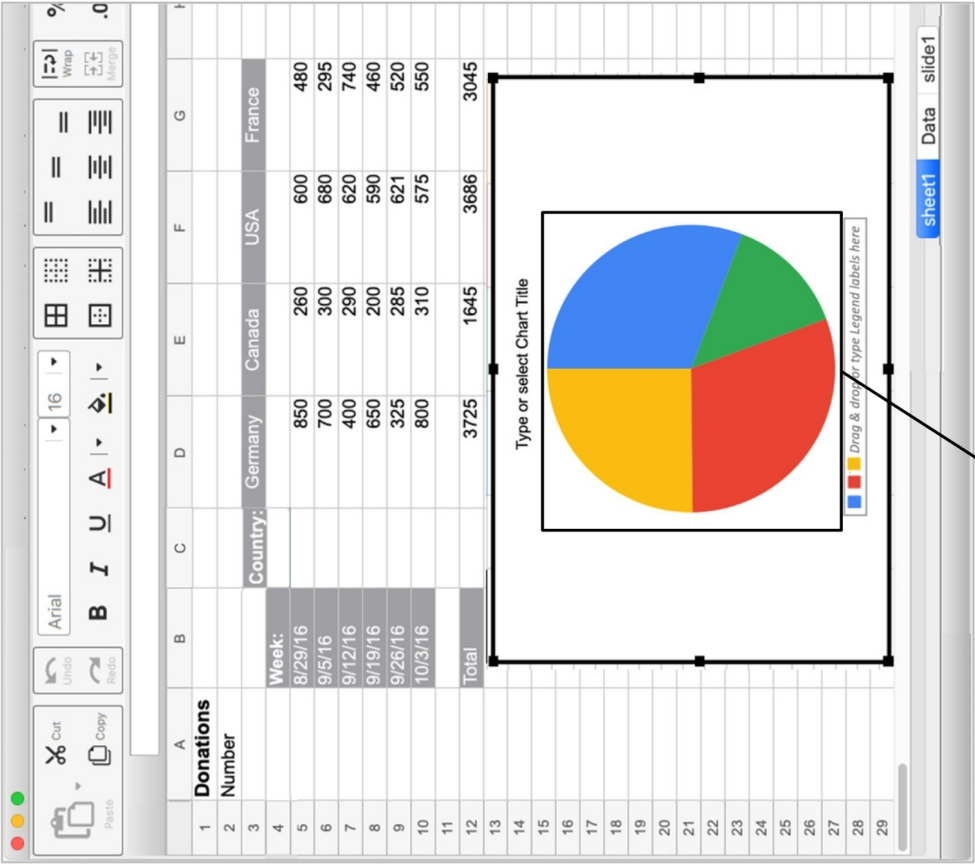 Cut
Copy
Paste
Undo
Redo
Arial 16
B I U A
Wrap
Merge
% .0
A B C D E F G H
1 Donations
2 Number
3 Country: Germany Canada USA France
4 Week:
5 8/29/16 850 260 600 480
6 9/5/16 700 300 680 295
7 9/12/16 400 290 620 740
8 9/19/16 650 200 590 460
9 9/26/16 325 285 621 520
10 10/3/16 800 310 575 550
11
12 Total 3725 1645 3686 3045
13
14
15
16
17
18
19
20
21
22
23
24
25
26
27
28
29
Type or select Chart Title
Drag & drop or type Legend labels here
sheet1 Data slide1